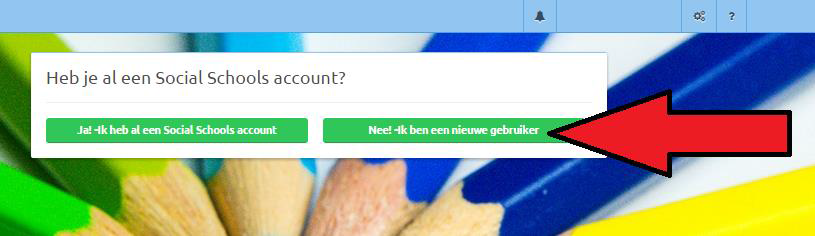 ?
Heb je al een Social Schools account?
Ja! -Ik heb al een Social Schools account
Nee! -Ik ben een nieuwe gebruiker